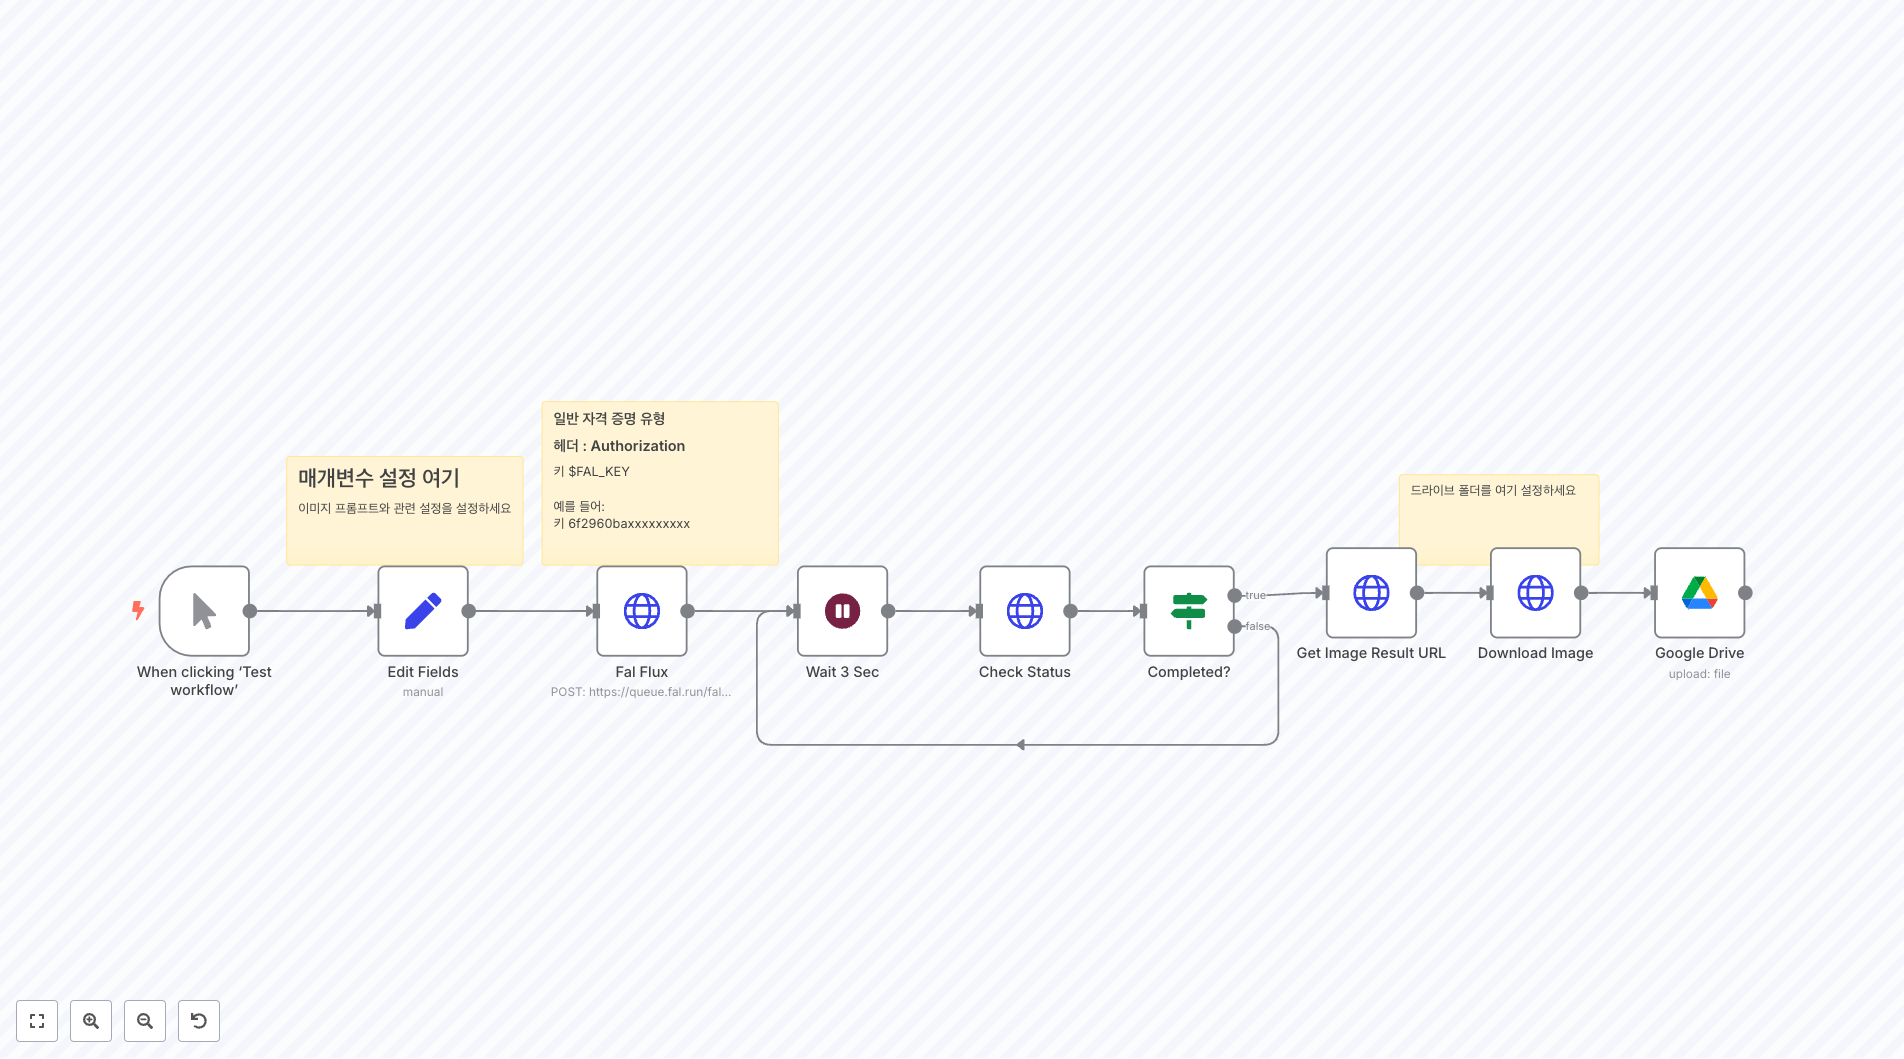 일반 자격 증명 유형
헤더 : Authorization
키 $FAL_KEY
예를 들어:
키 6f2960baxxxxxxxxx
매개변수 설정 여기
이미지 프롬프트와 관련 설정을 설정하세요
드라이브 폴더를 여기 설정하세요
true
false
When clicking ‘Test
workflow’
Edit Fields
manual
Fal Flux
POST: https://queue.fal.run/fal...
Wait 3 Sec
Check Status
Completed?
Get Image Result URL
Download Image
Google Drive
upload: file